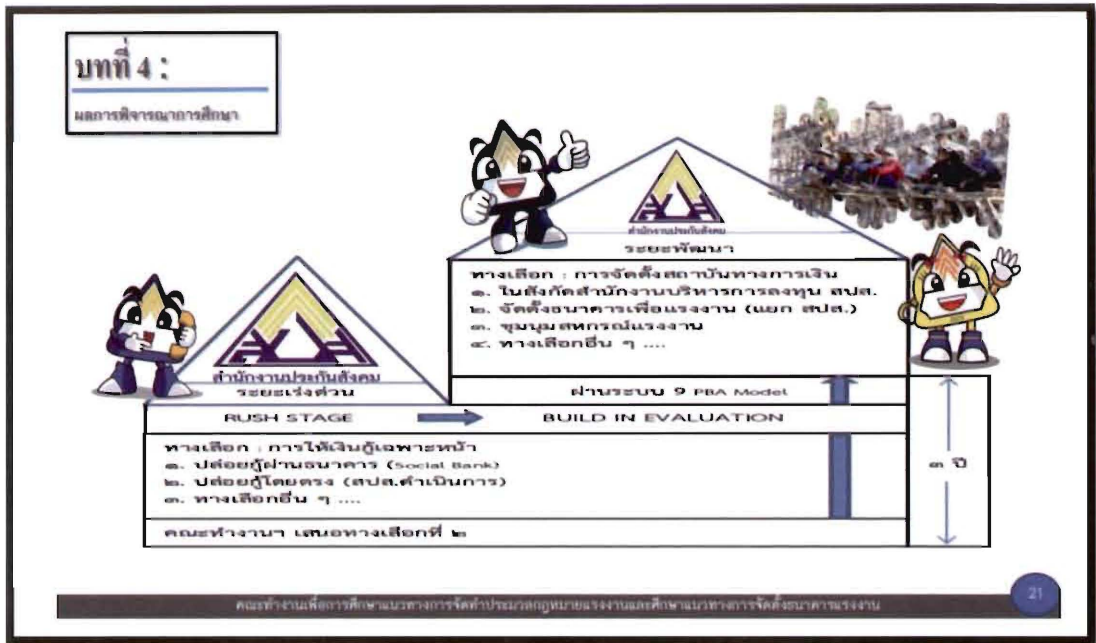 บทที่ 4 :
ผลการพิจารณาการศึกษา
สำนักงานประกันสังคม
ระยะพัฒนา
ทางเลือก : การจัดตั้งสถาบันทางการเงิน
๑. ในสังกัดสำนักงานบริหารการลงทุน สปส.
๒. จัดตั้งธนาคารเพื่อแรงงาน (แยก สปส.)
๓. ชุมนุมสหกรณ์แรงงาน
๔. ทางเลือกอื่น ๆ ....
สำนักงานประกันสังคม
ระยะเร่งด่วน
ผ่านระบบ 9 PBA Model
RUSH STAGE
BUILD IN EVALUATION
ทางเลือก : การให้เงินกู้เฉพาะหน้า
๑. ปล่อยกู้ผ่านธนาคาร (Social Bank)
๒. ปล่อยกู้โดยตรง (สปส.ดำเนินการ)
๓. ทางเลือกอื่น ๆ ....
๓ ปี
คณะทำงานฯ เสนอทางเลือกที่ ๒
คณะทำงานเพื่อการศึกษาแนวทางการจัดทำประมวลกฎหมายแรงงานและศึกษาแนวทางการจัดตั้งธนาคารแรงงาน
21